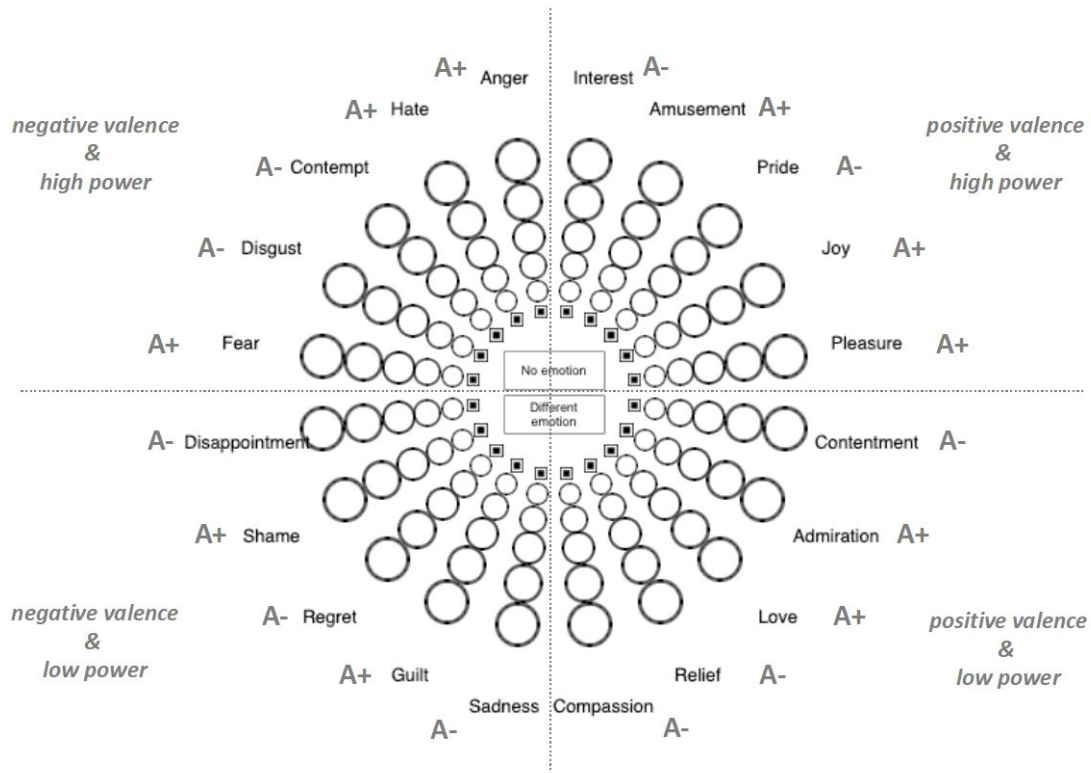 A+ Anger
Interest A-
A+ Hate
Amusement A+
negative valence
&
high power
positive valence
&
high power
A- Contempt
Pride A-
A- Disgust
Joy A+
A+ Fear
Pleasure A+
No emotion
Different
emotion
A- Disappointment
Contentment A-
A+ Shame
Admiration A+
negative valence
&
low power
positive valence
&
low power
A- Regret
Love A+
A+ Guilt
Relief A-
Sadness
A-
Compassion
A-